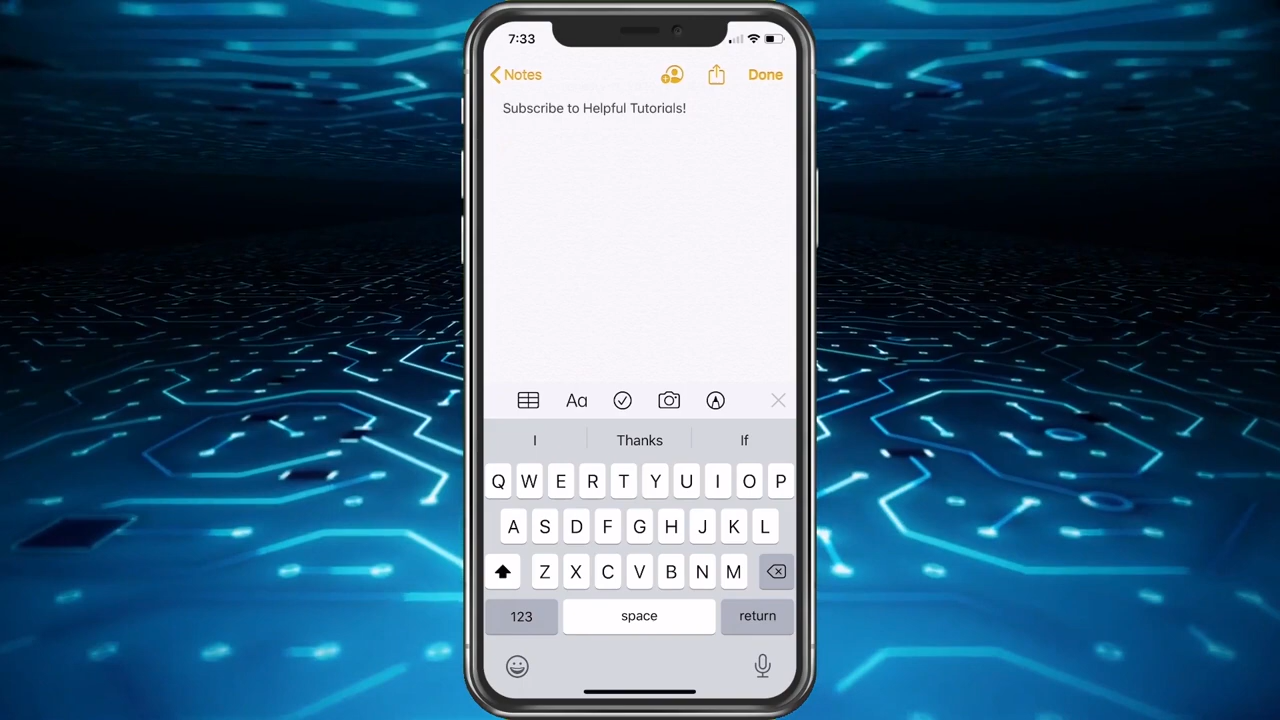 7:33
Notes Done
Subscribe to Helpful Tutorials!
Aa
I Thanks If
Q W E R T Y U I O P
A S D F G H J K L
Z X C V B N M
123 space return